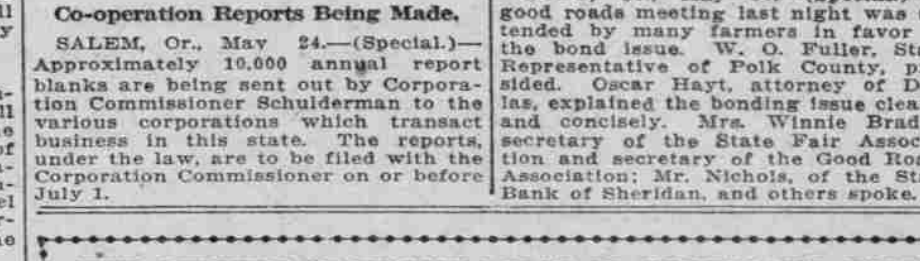 Co-operation Reports Being Made.
SALEM, Or., May 24.—(Special.)—
Approximately 10,000 annual report
blanks are being sent out by Corpora-
tion Commissioner Schulderman to the
various corporations which transact
business in this state. The reports,
under the law, are to be filed with the
Corporation Commissioner on or before
July 1.
good roads meeting last night was
tended by many farmers in favor
the bond issue. W. O. Fuller, St
Representative of Polk County, p
sided. Oscar Hayt, attorney of D
las, explained the bonding issue clea
and concisely. Mrs. Winnie Brad
secretary of the State Fair Assoc
tion and secretary of the Good Ro
Association; Mr. Nichols, of the St
Bank of Sheridan, and others spoke.